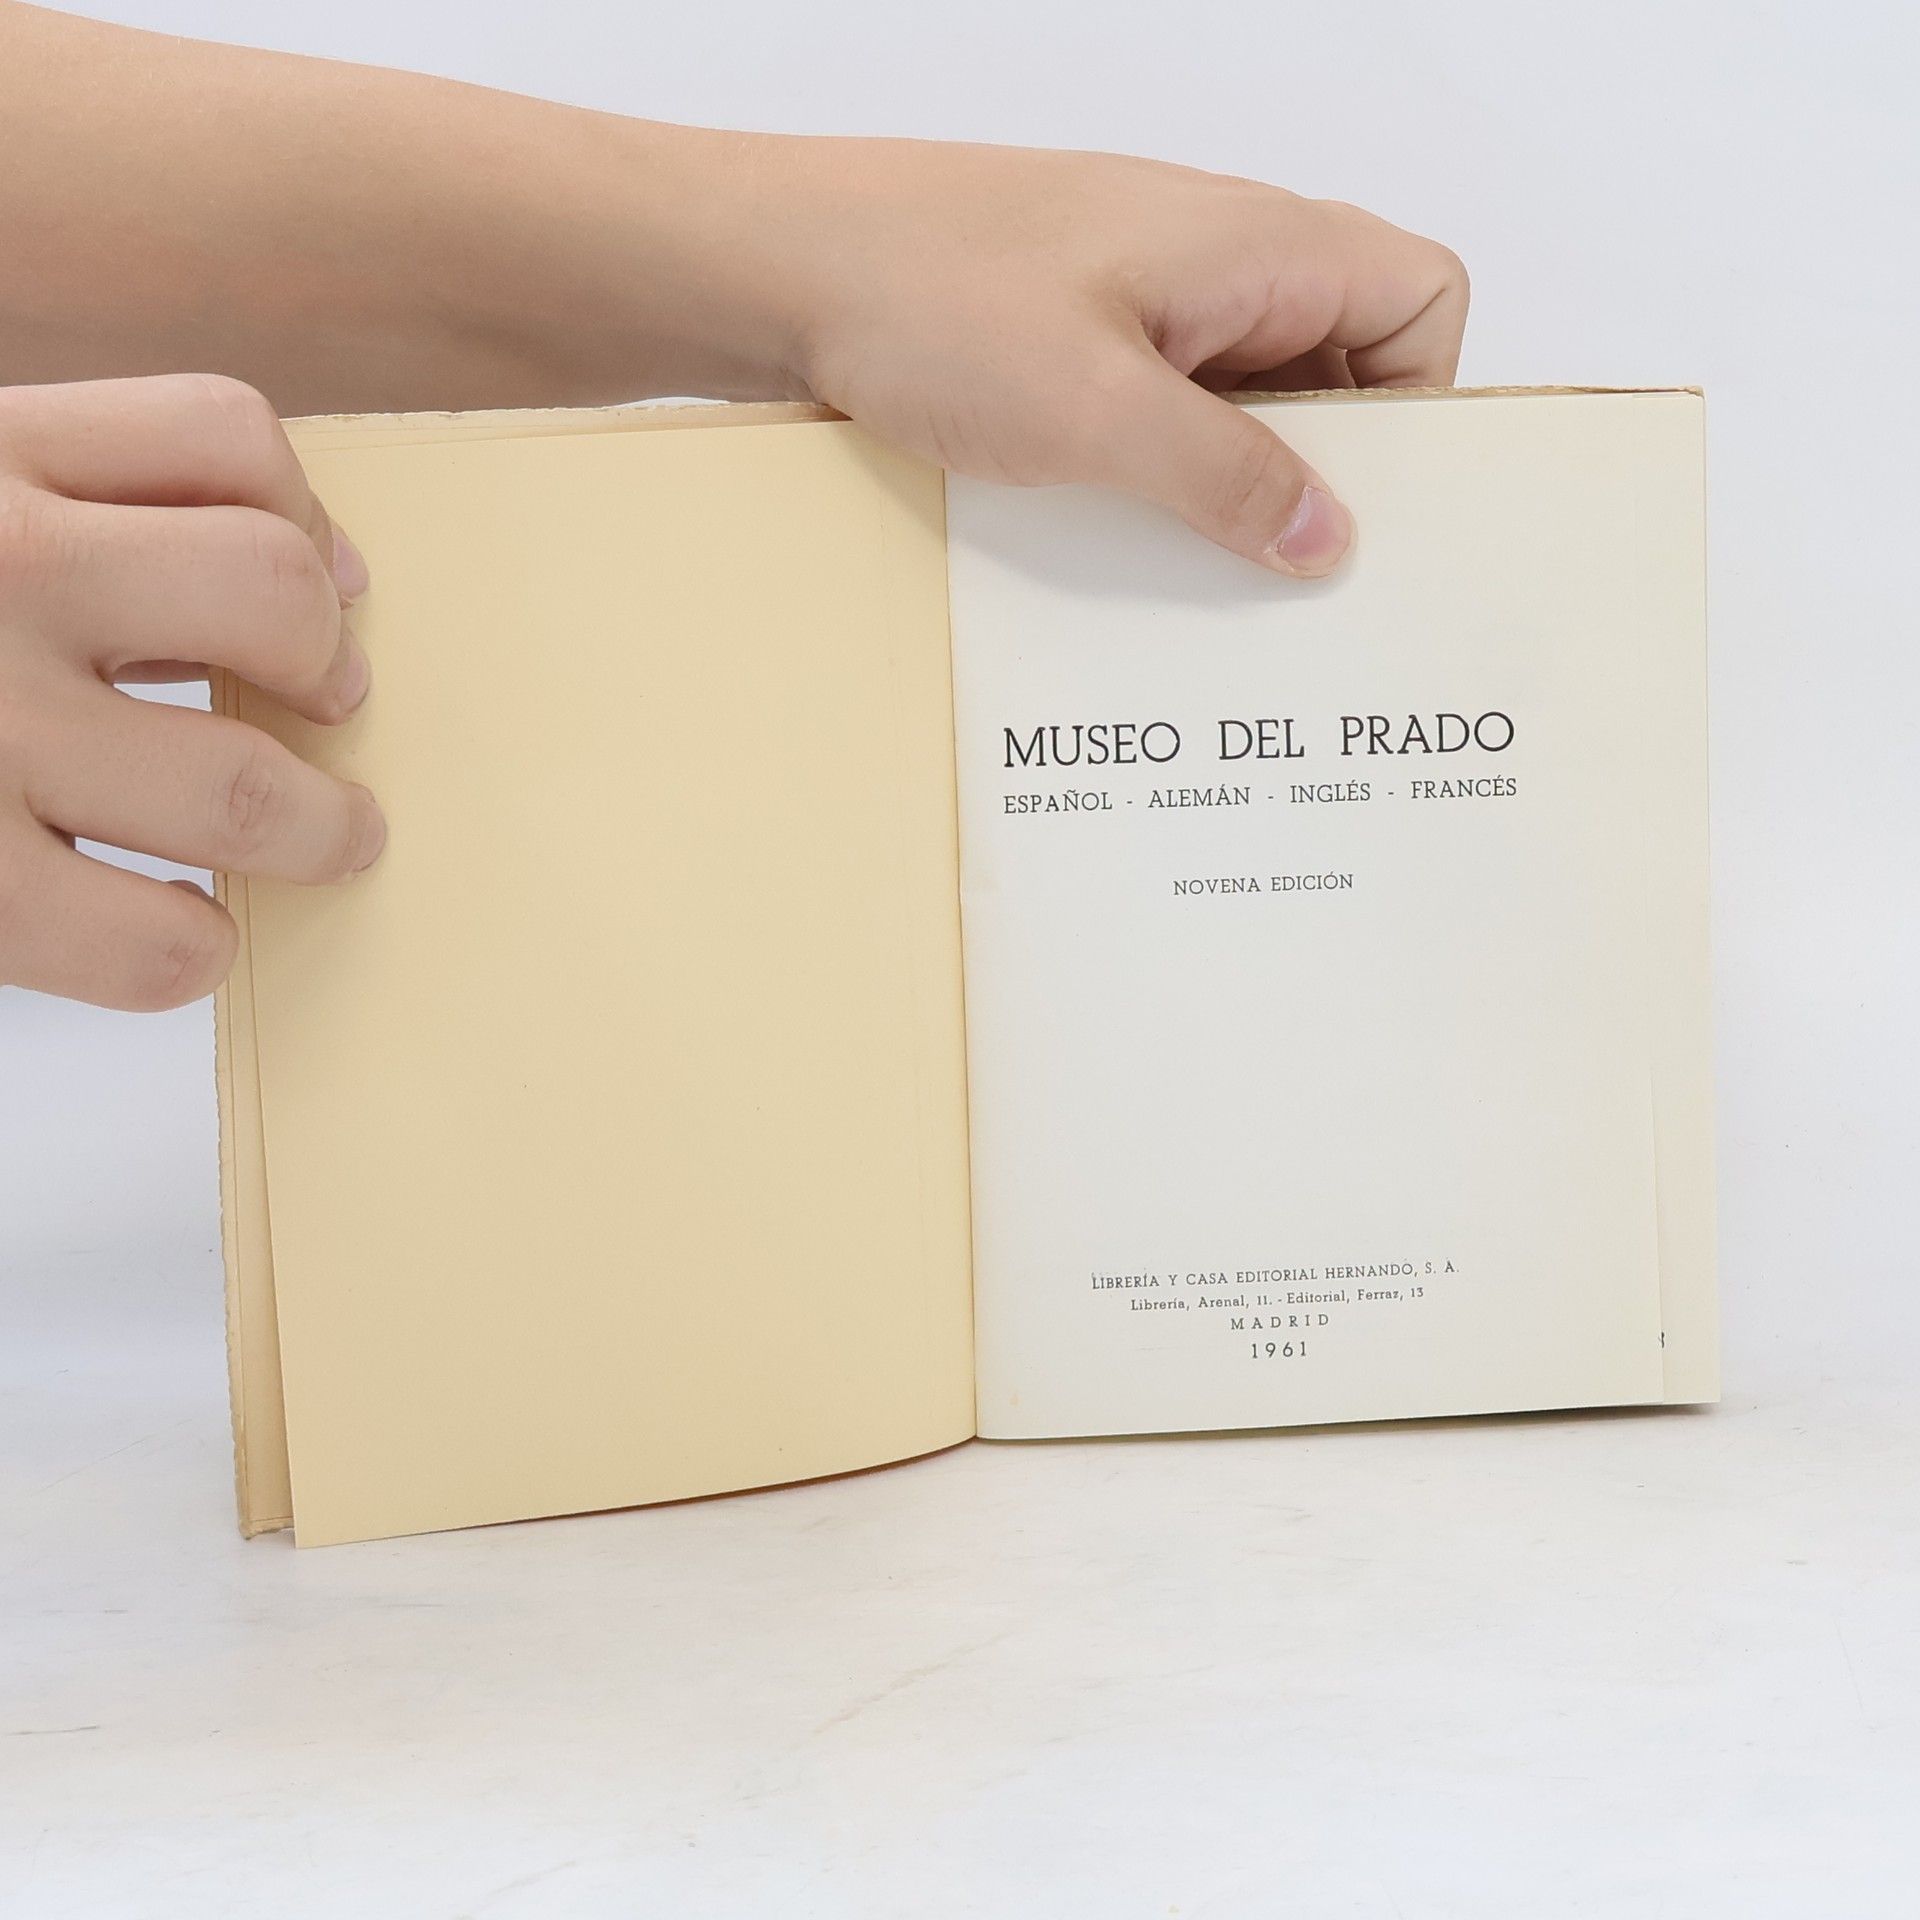 MUSEO DEL PRADO
ESPAÑOL - ALEMÁN - INGLÉS - FRANCÉS
NOVENA EDICIÓN
LIBRERÍA Y CASA EDITORIAL HERNANDO, S. A.
Librería, Arenal, 11. - Editorial, Ferraz, 13
MADRID
1961